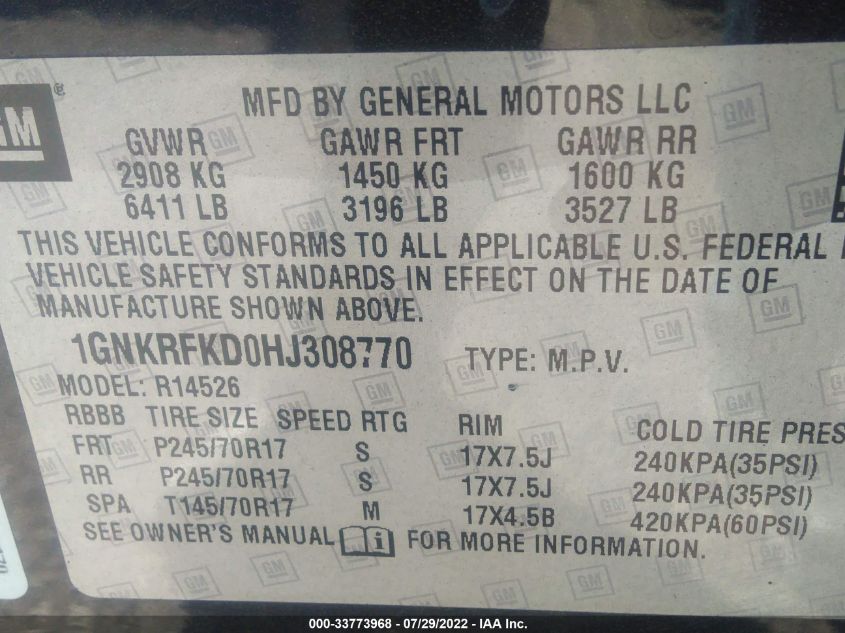 GM
MFD BY GENERAL MOTORS LLC
GVWR GAWR FRT GAWR RR
2908 KG 1450 KG 1600 KG
6411 LB 3196 LB 3527 LB
THIS VEHICLE CONFORMS TO ALL APPLICABLE U.S. FEDERAL
VEHICLE SAFETY STANDARDS IN EFFECT ON THE DATE OF
MANUFACTURE SHOWN ABOVE.
1GNKRFKD0HJ308770 TYPE: M.P.V.
MODEL: R14526
RBBB TIRE SIZE SPEED RTG RIM COLD TIRE PRES
FRT P245/70R17 S 17X7.5J 240KPA(35PSI)
RR P245/70R17 S 17X7.5J 240KPA(35PSI)
SPA T145/70R17 M 17X4.5B 420KPA(60PSI)
SEE OWNER'S MANUAL FOR MORE INFORMATION.
000-33773968 - 07/29/2022 - IAA Inc.